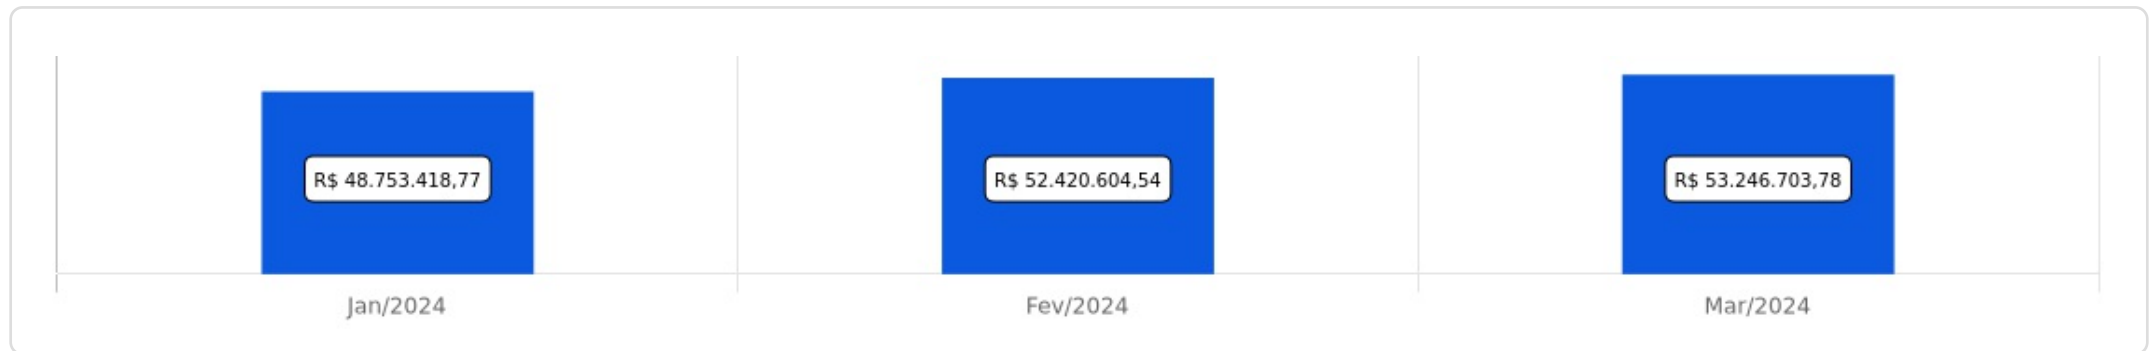 R$ 48.753.418,77
R$ 52.420.604,54
R$ 53.246.703,78
Jan/2024
Fev/2024
Mar/2024